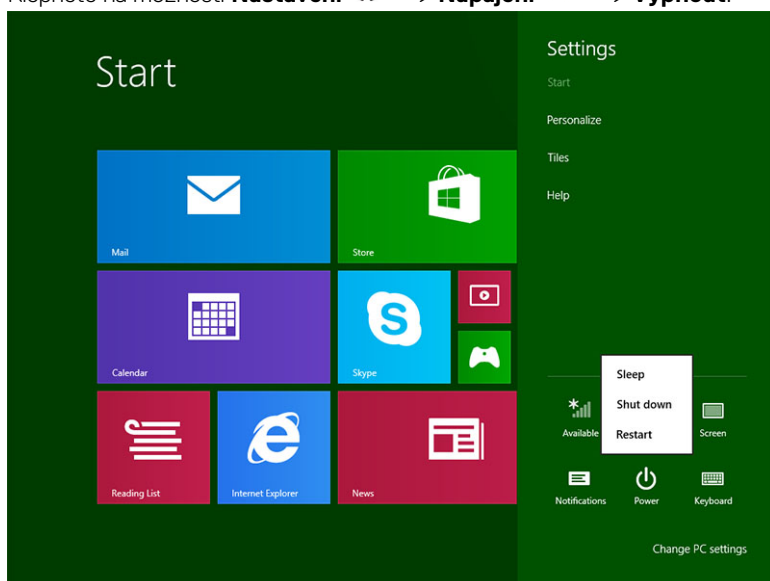 Klepněte na možnosti Nastavení → Napájení → Vypnout.
Start
Settings
Start
Personalize
Tiles
Help
Mail
Store
Calendar
Skype
Reading List
Internet Explorer
News
Sleep
Shut down
Restart
Available
Screen
Notifications
Power
Keyboard
Change PC settings